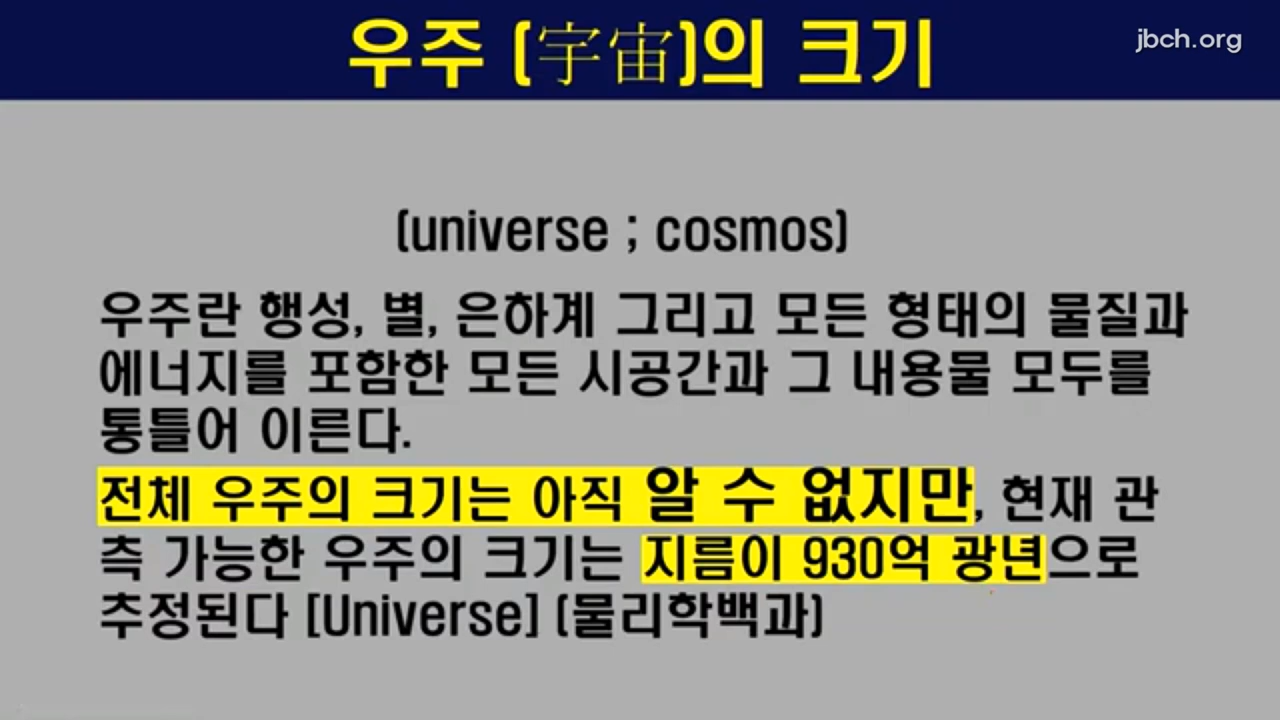 우주 (宇宙)의 크기
jbch.org
(universe ; cosmos)
우주란 행성, 별, 은하계 그리고 모든 형태의 물질과
에너지를 포함한 모든 시공간과 그 내용물 모두를
통틀어 이른다.
전체 우주의 크기는 아직 알 수 없지만, 현재 관
측 가능한 우주의 크기는 지름이 930억 광년으로
추정된다 [Universe] (물리학백과)